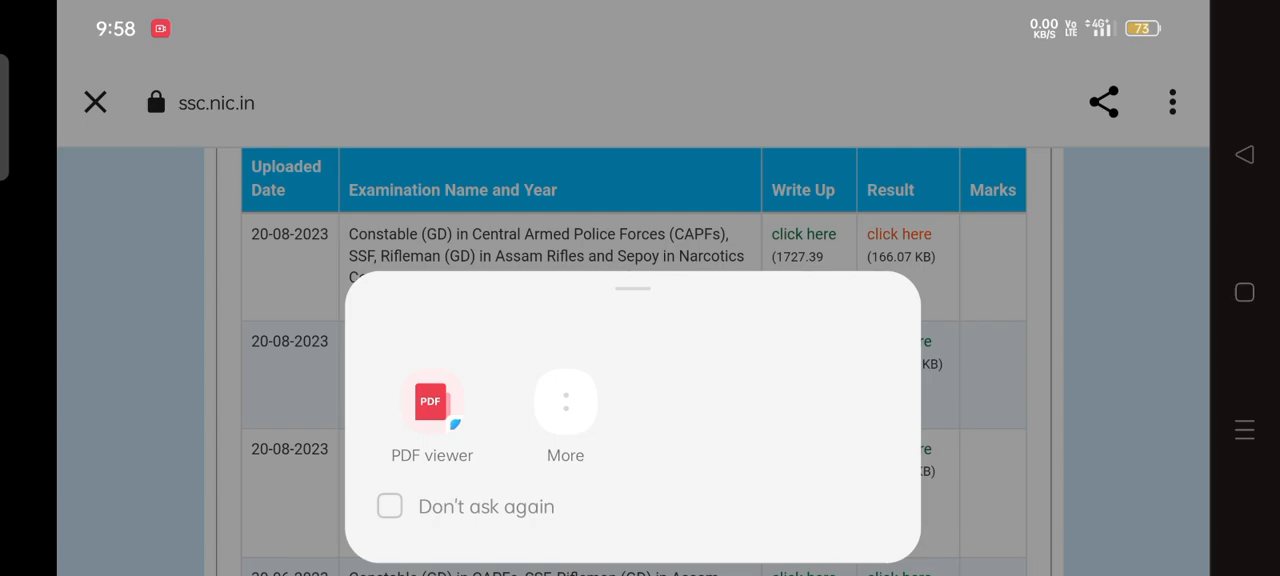 9:58
0.00 KB/S Vo LTE 4G+ 73
ssc.nic.in
Uploaded Date
Examination Name and Year
Write Up
Result
Marks
20-08-2023
Constable (GD) in Central Armed Police Forces (CAPFs),
SSF, Rifleman (GD) in Assam Rifles and Sepoy in Narcotics
click here
(1727.39
click here
(166.07 KB)
20-08-2023
re
KB)
PDF
PDF viewer
More
20-08-2023
re
KB)
Don't ask again